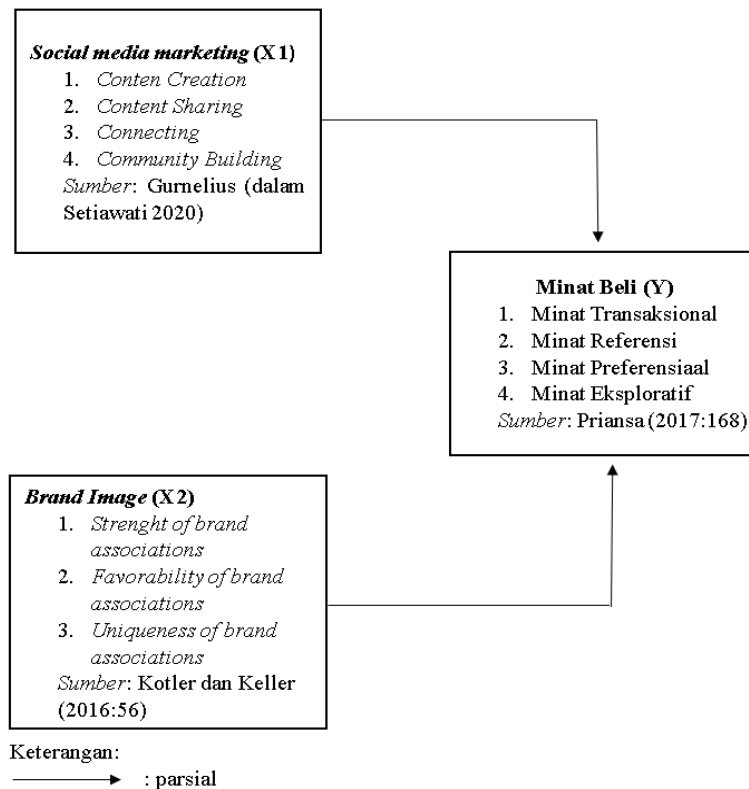 Social media marketing (X1)
1. Conten Creation
2. Content Sharing
3. Connecting
4. Community Building
Sumber: Gurnelius (dalam
Setiawati 2020)
Minat Beli (Y)
1. Minat Transaksional
2. Minat Referensi
3. Minat Preferensiaal
4. Minat Eksploratif
Sumber: Priansa (2017:168)
Brand Image (X2)
1. Strenght of brand
associations
2. Favorability of brand
associations
3. Uniqueness of brand
associations
Sumber: Kotler dan Keller
(2016:56)
Keterangan:
: parsial